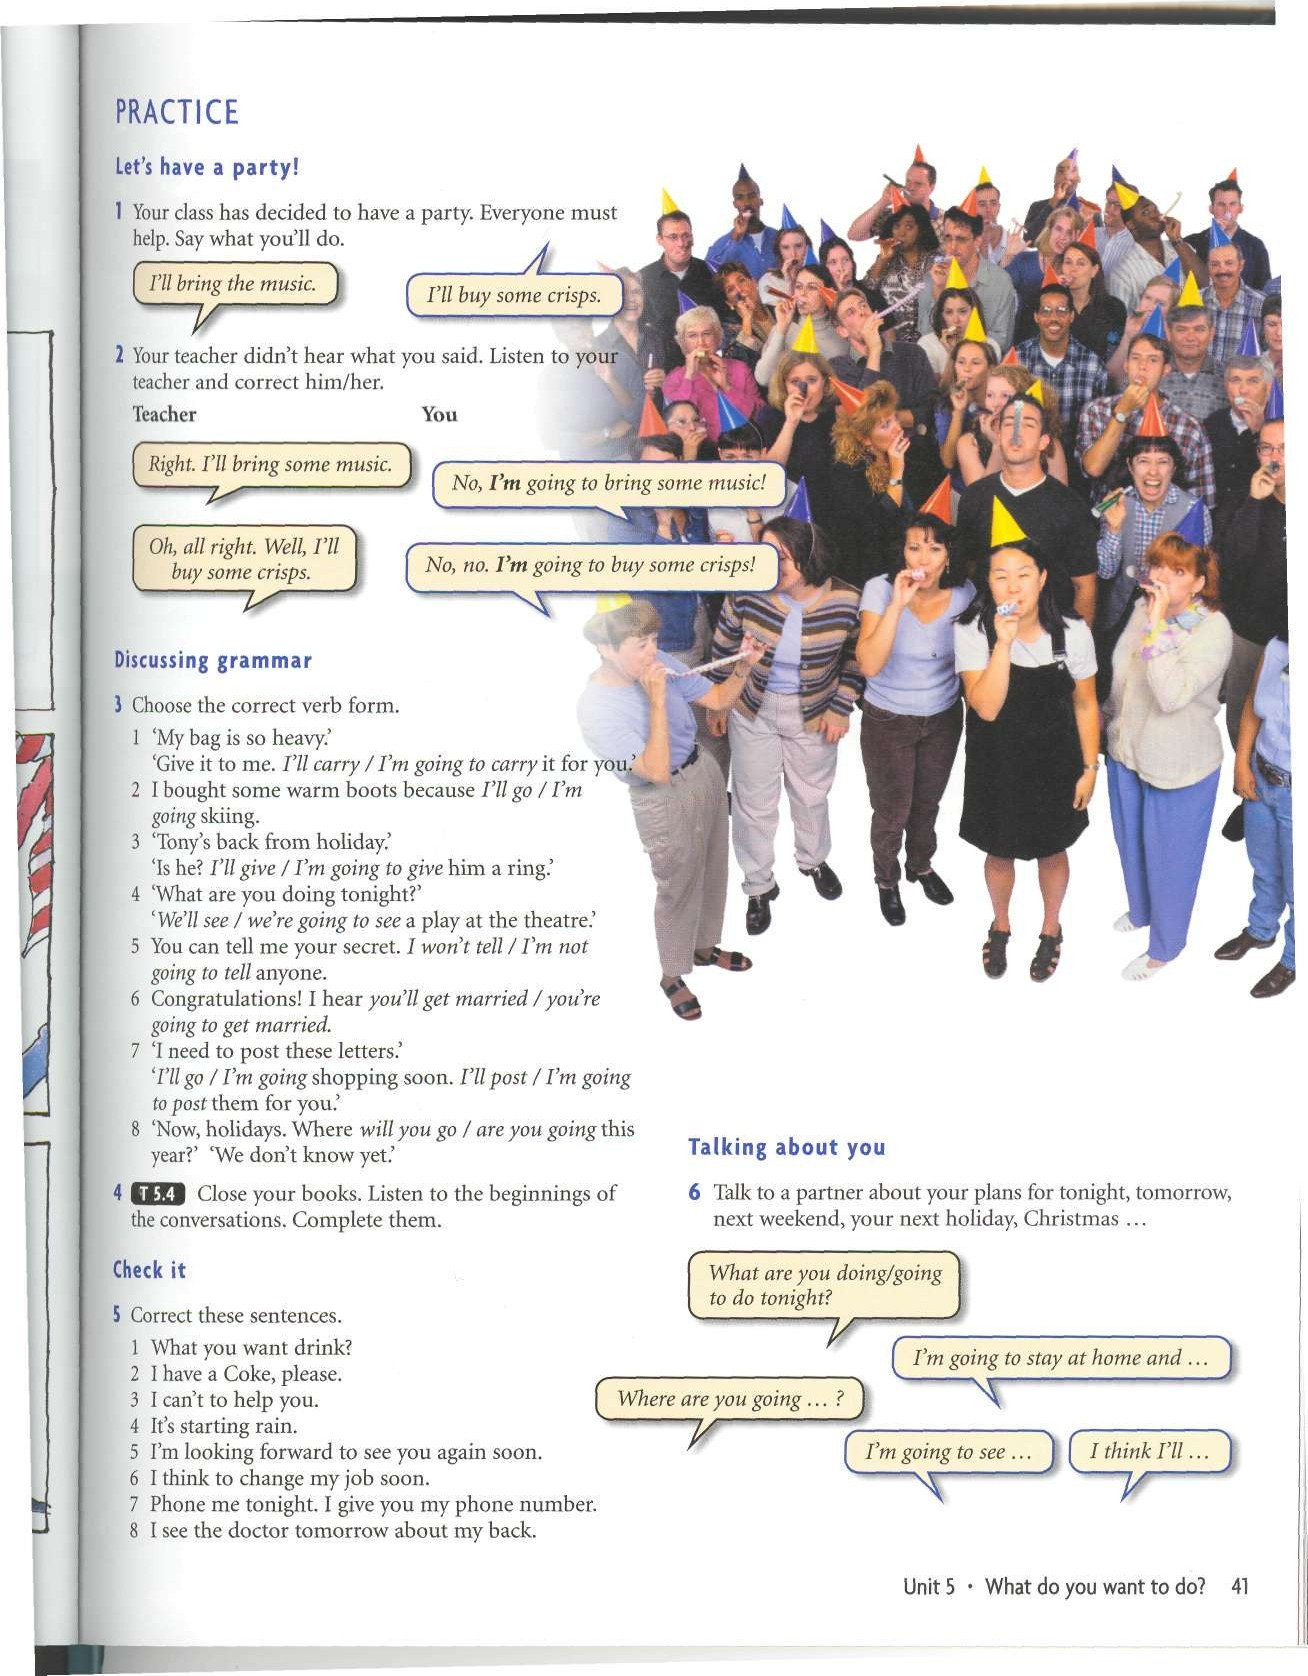 PRACTICE
Let's have a party!
1 Your class has decided to have a party. Everyone must
help. Say what you'll do.
I'll bring the music.
I'll buy some crisps.
2 Your teacher didn't hear what you said. Listen to your
teacher and correct him/her.
Teacher You
Right. I'll bring some music.
No, I'm going to bring some music!
Oh, all right. Well, I'll
buy some crisps.
No, no. I'm going to buy some crisps!
Discussing grammar
3 Choose the correct verb form.
1 ‘My bag is so heavy.’
‘Give it to me. I'll carry / I'm going to carry it for you.’
2 I bought some warm boots because I'll go / I'm
going skiing.
3 ‘Tony's back from holiday.’
‘Is he? I'll give / I'm going to give him a ring.’
4 ‘What are you doing tonight?’
‘We'll see / we're going to see a play at the theatre.’
5 You can tell me your secret. I won't tell / I'm not
going to tell anyone.
6 Congratulations! I hear you'll get married / you're
going to get married.
7 ‘I need to post these letters.’
‘I'll go / I'm going shopping soon. I'll post / I'm going
to post them for you.’
8 ‘Now, holidays. Where will you go / are you going this
year?’ ‘We don't know yet.’
4 T 5.4 Close your books. Listen to the beginnings of
the conversations. Complete them.
Check it
5 Correct these sentences.
1 What you want drink?
2 I have a Coke, please.
3 I can't to help you.
4 It's starting rain.
5 I'm looking forward to see you again soon.
6 I think to change my job soon.
7 Phone me tonight. I give you my phone number.
8 I see the doctor tomorrow about my back.
Talking about you
6 Talk to a partner about your plans for tonight, tomorrow,
next weekend, your next holiday, Christmas …
What are you doing/going
to do tonight?
I'm going to stay at home and …
Where are you going … ?
I'm going to see …
I think I'll …
Unit 5 • What do you want to do? 41